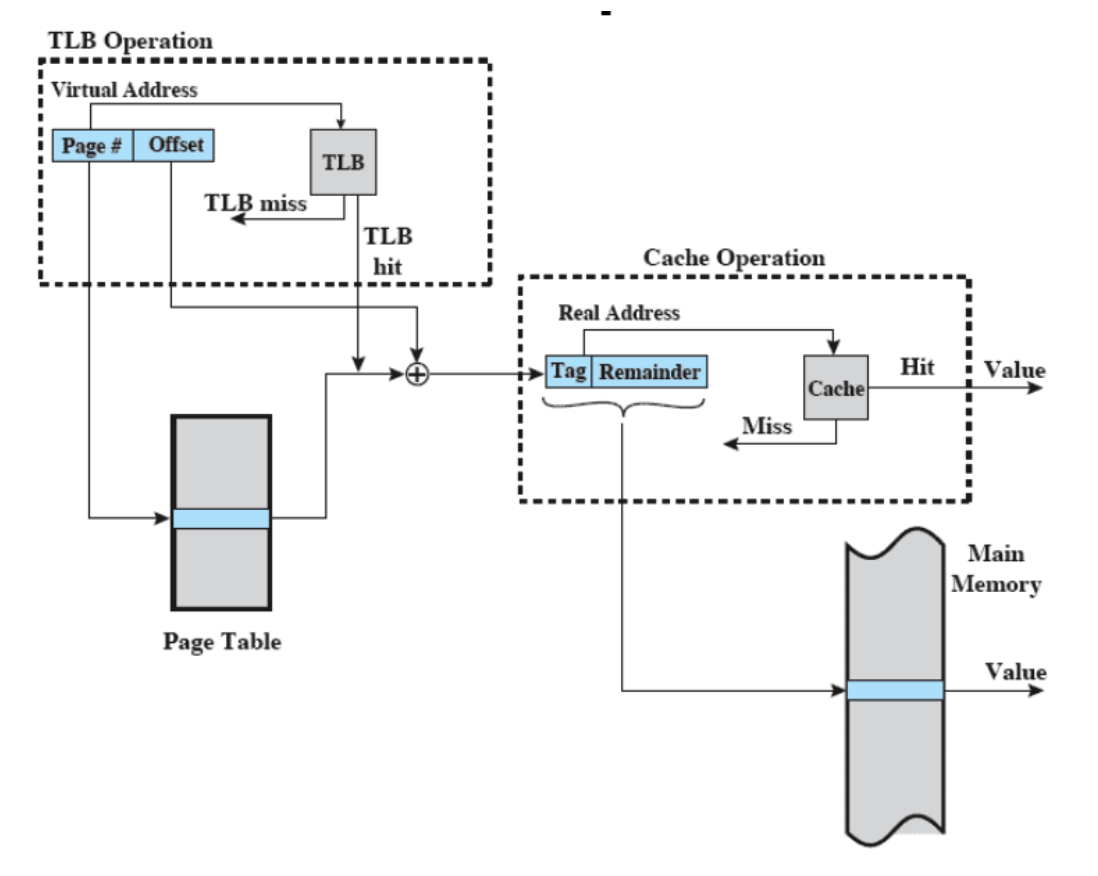 TLB Operation
Virtual Address
Page #
Offset
TLB
TLB miss
TLB
hit
Cache Operation
Real Address
Tag
Remainder
Cache
Hit
Value
Miss
Page Table
Main
Memory
Value